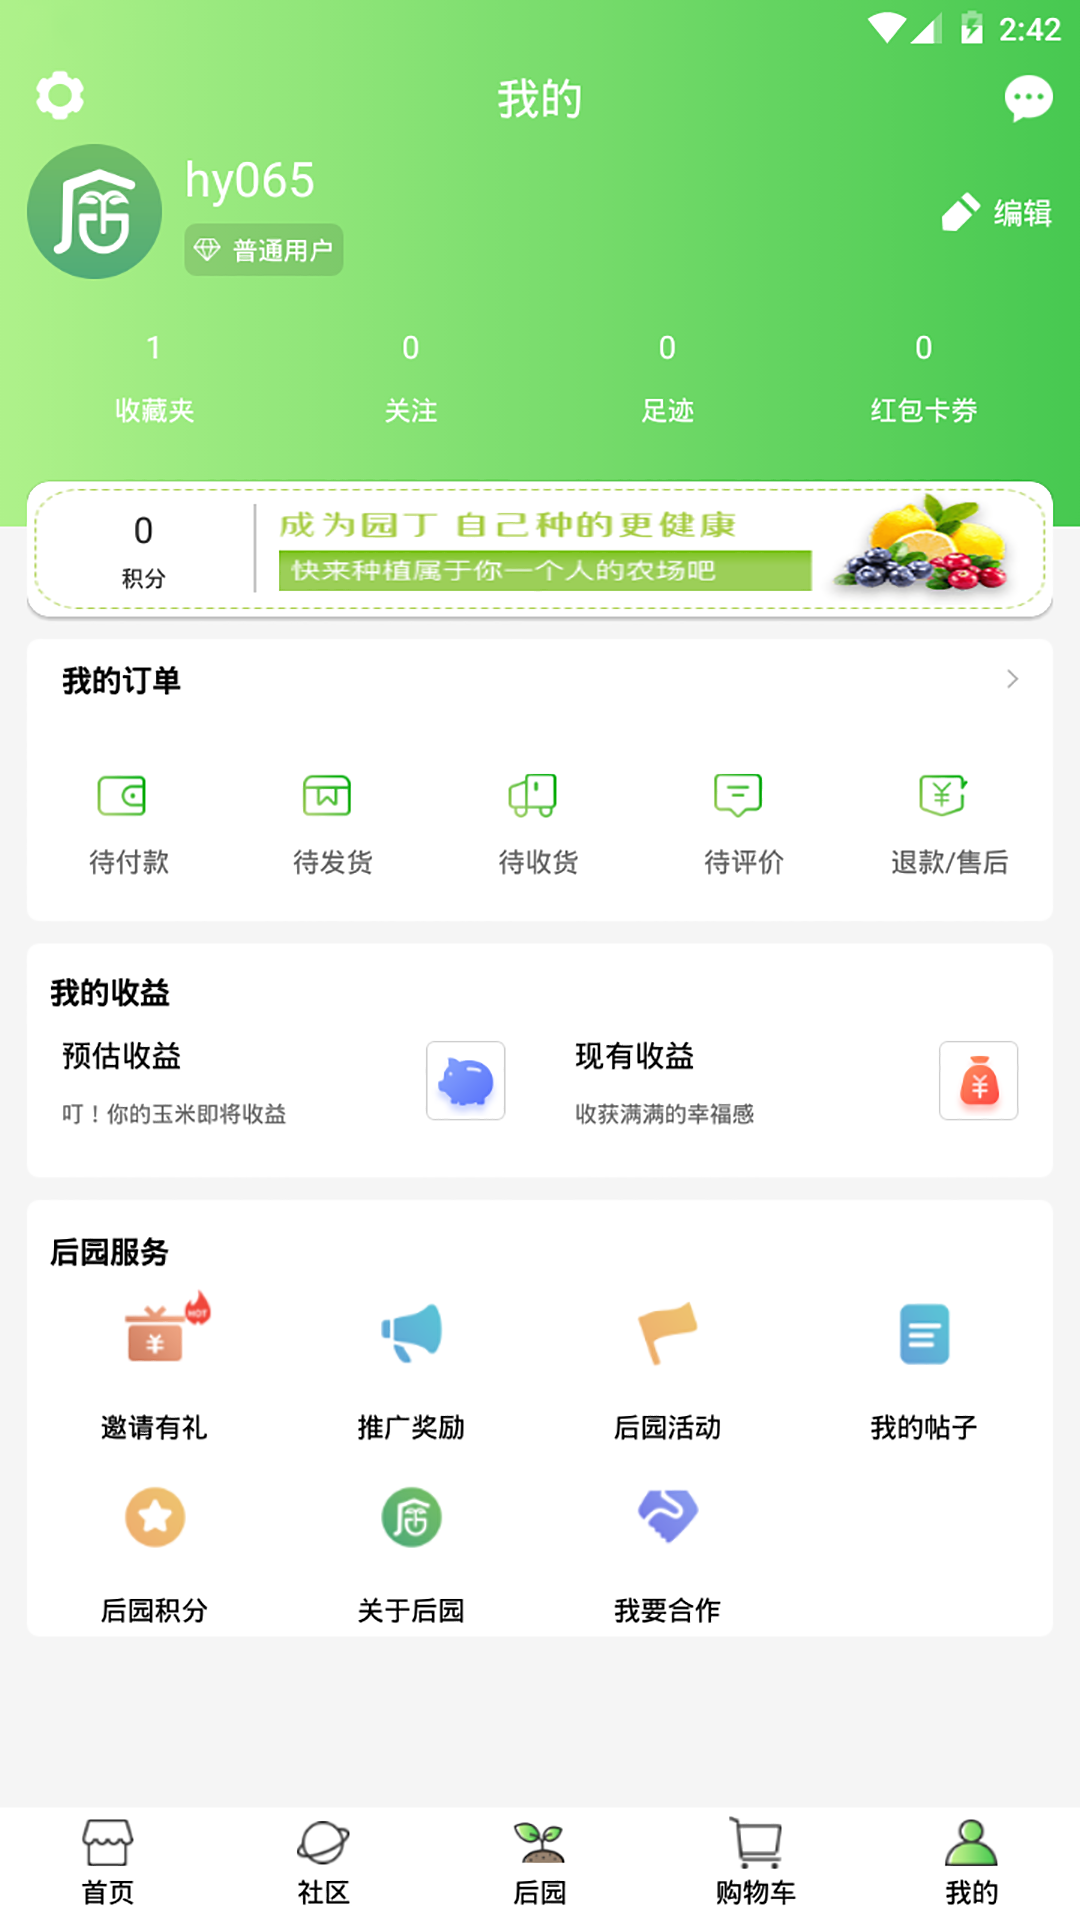 2:42
我的
hy065
普通用户
编辑
1 0 0 0
收藏夹 关注 足迹 红包卡券
0
积分
成为园丁 自己种的更健康
快来种植属于你一个人的农场吧
我的订单
待付款 待发货 待收货 待评价 退款/售后
我的收益
预估收益 现有收益
叮！你的玉米即将收益 收获满满的幸福感
后园服务
HOT
邀请有礼 推广奖励 后园活动 我的帖子
后园积分 关于后园 我要合作
首页 社区 后园 购物车 我的